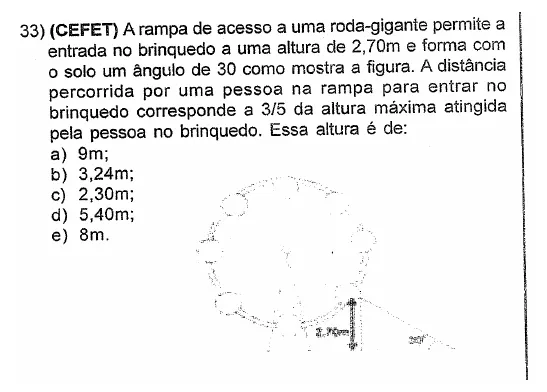 33) (CEFET) A rampa de acesso a uma roda-gigante permite a
entrada no brinquedo a uma altura de 2,70m e forma com
o solo um ângulo de 30 como mostra a figura. A distância
percorrida por uma pessoa na rampa para entrar no
brinquedo corresponde a 3/5 da altura máxima atingida
pela pessoa no brinquedo. Essa altura é de:
a) 9m;
b) 3,24m;
c) 2,30m;
d) 5,40m;
e) 8m.
2,70m
30°